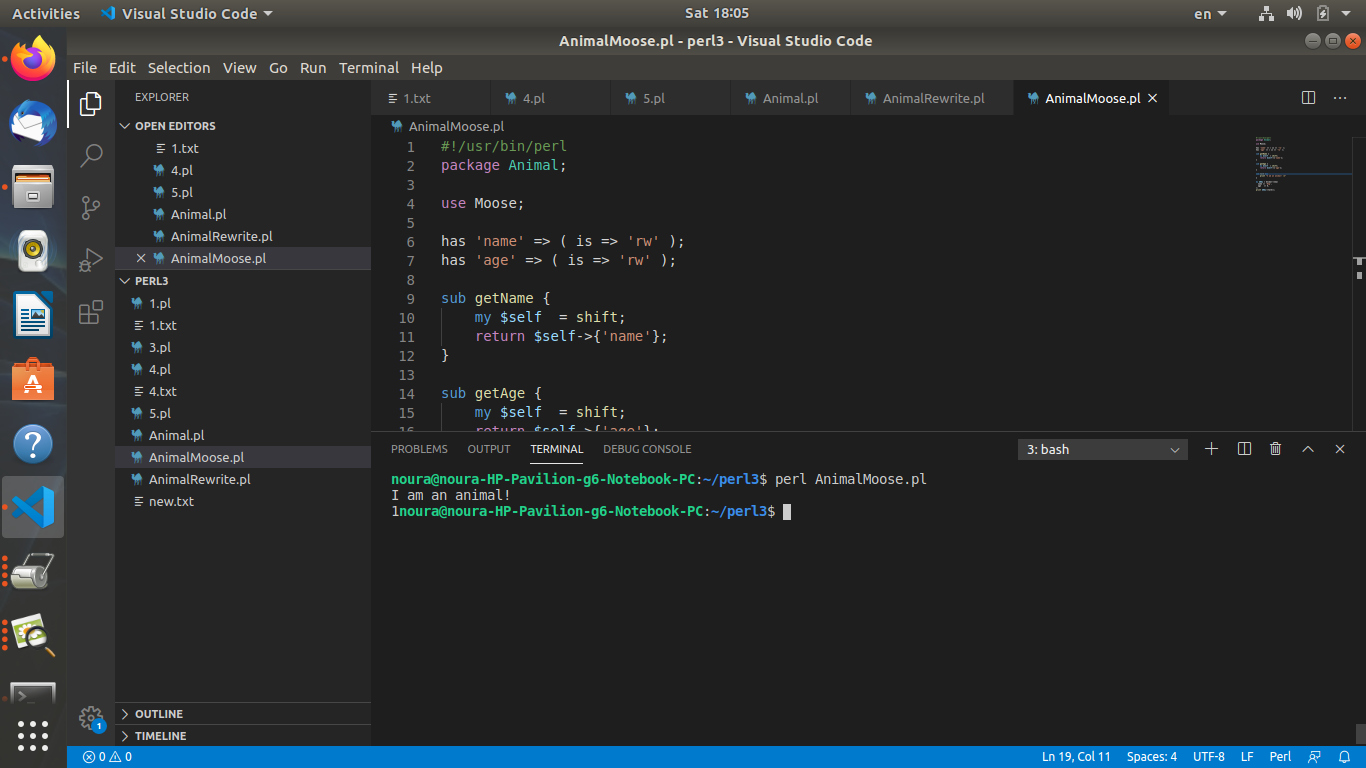 Activities Visual Studio Code Sat 18:05 en
AnimalMoose.pl - perl3 - Visual Studio Code
File Edit Selection View Go Run Terminal Help
EXPLORER
OPEN EDITORS
1.txt
4.pl
5.pl
Animal.pl
AnimalRewrite.pl
AnimalMoose.pl
PERL3
1.pl
1.txt
3.pl
4.pl
4.txt
5.pl
Animal.pl
AnimalMoose.pl
AnimalRewrite.pl
new.txt
OUTLINE
TIMELINE
1.txt 4.pl 5.pl Animal.pl AnimalRewrite.pl AnimalMoose.pl
AnimalMoose.pl
1 #!/usr/bin/perl
2 package Animal;
3
4 use Moose;
5
6 has 'name' => ( is => 'rw' );
7 has 'age' => ( is => 'rw' );
8
9 sub getName {
10 my $self  = shift;
11 return $self->{'name'};
12 }
13
14 sub getAge {
15 my $self  = shift;
16 return $self->{'age'};
PROBLEMS OUTPUT TERMINAL DEBUG CONSOLE 3: bash
noura@noura-HP-Pavilion-g6-Notebook-PC:~/perl3$ perl AnimalMoose.pl
I am an animal!
1noura@noura-HP-Pavilion-g6-Notebook-PC:~/perl3$
1
0 0 Ln 19, Col 11 Spaces: 4 UTF-8 LF Perl